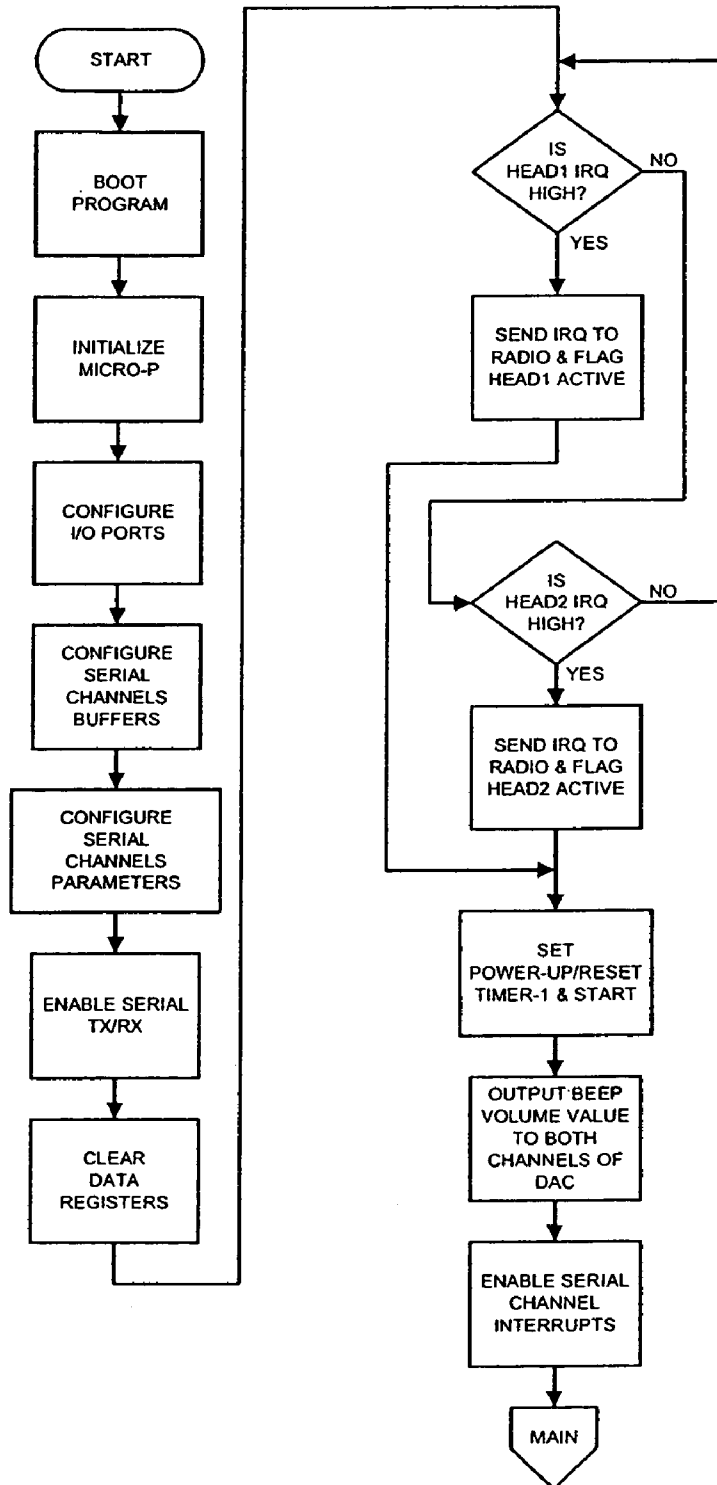 START
BOOT
PROGRAM
INITIALIZE
MICRO-P
CONFIGURE
I/O PORTS
CONFIGURE
SERIAL
CHANNELS
BUFFERS
CONFIGURE
SERIAL
CHANNELS
PARAMETERS
ENABLE SERIAL
TX/RX
CLEAR
DATA
REGISTERS
IS
HEAD1 IRQ
HIGH?
NO
YES
SEND IRQ TO
RADIO & FLAG
HEAD1 ACTIVE
IS
HEAD2 IRQ
HIGH?
NO
YES
SEND IRQ TO
RADIO & FLAG
HEAD2 ACTIVE
SET
POWER-UP/RESET
TIMER-1 & START
OUTPUT BEEP
VOLUME VALUE
TO BOTH
CHANNELS OF
DAC
ENABLE SERIAL
CHANNEL
INTERRUPTS
MAIN